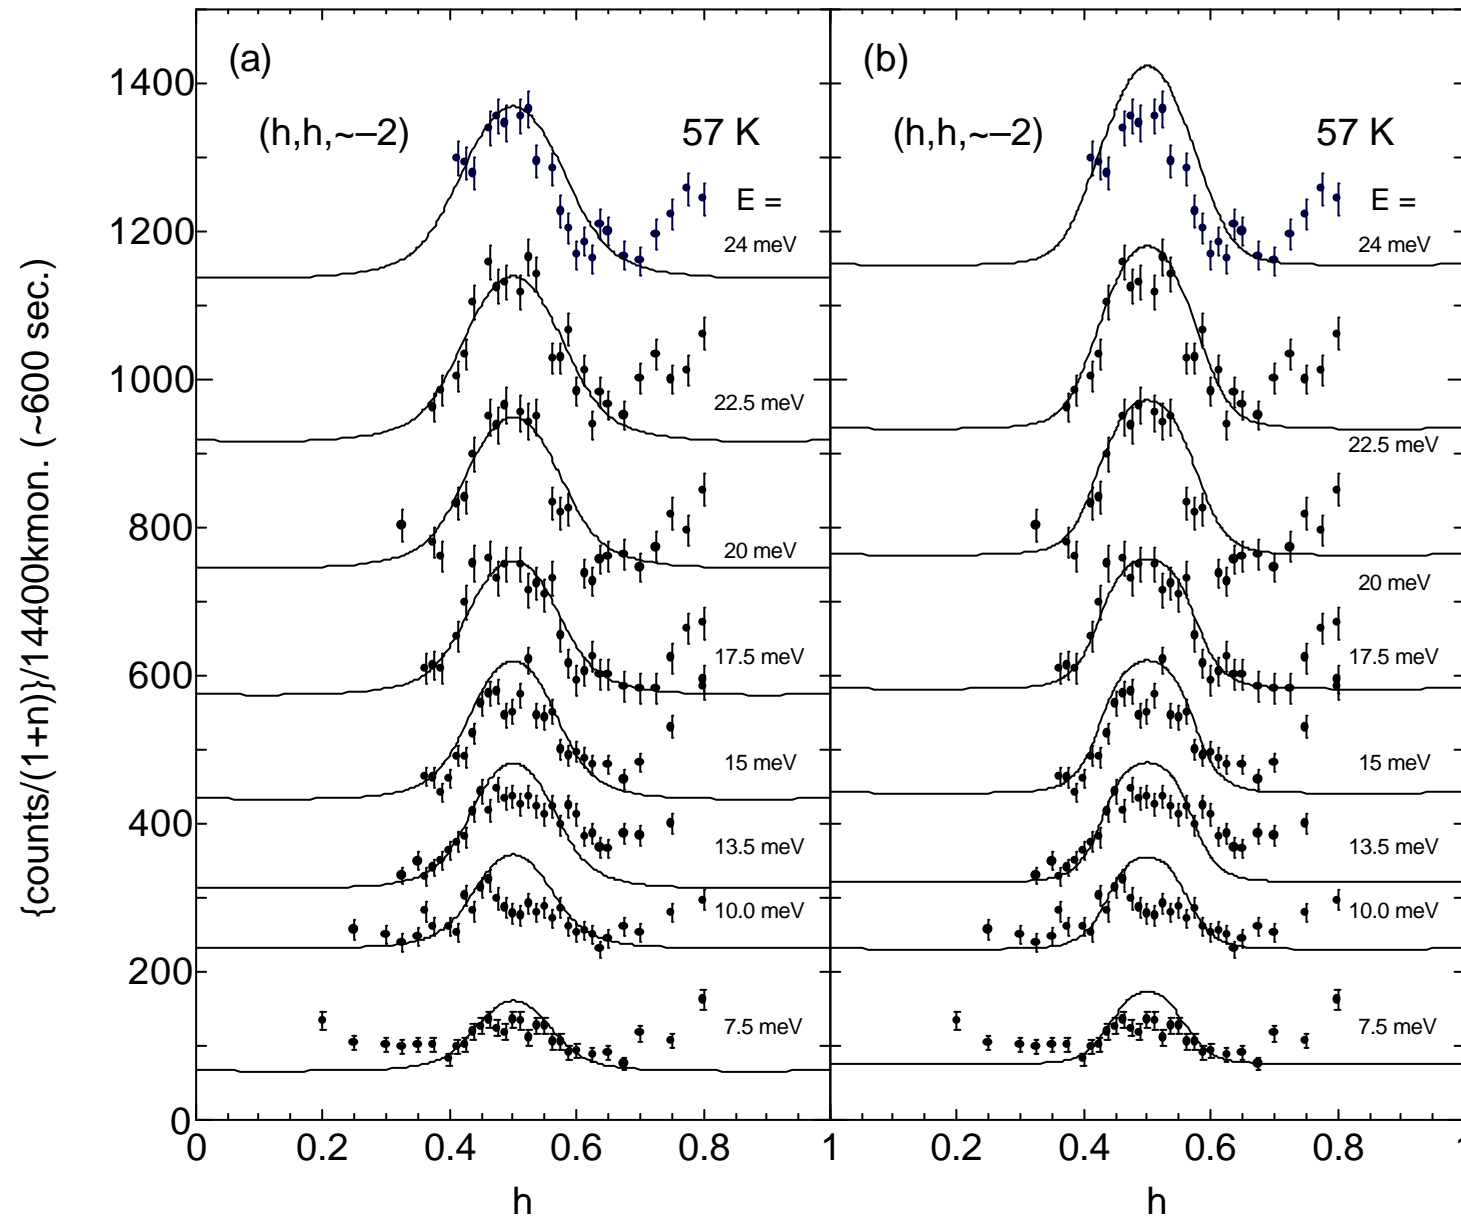 (a)
(h,h,~−2)
57 K
E =
24 meV
22.5 meV
20 meV
17.5 meV
15 meV
13.5 meV
10.0 meV
7.5 meV
(b)
(h,h,~−2)
57 K
E =
24 meV
22.5 meV
20 meV
17.5 meV
15 meV
13.5 meV
10.0 meV
7.5 meV
{counts/(1+n)}/14400kmon. (~600 sec.)
1400
1200
1000
800
600
400
200
0
0 0.2 0.4 0.6 0.8 1 0.2 0.4 0.6 0.8 1
h h